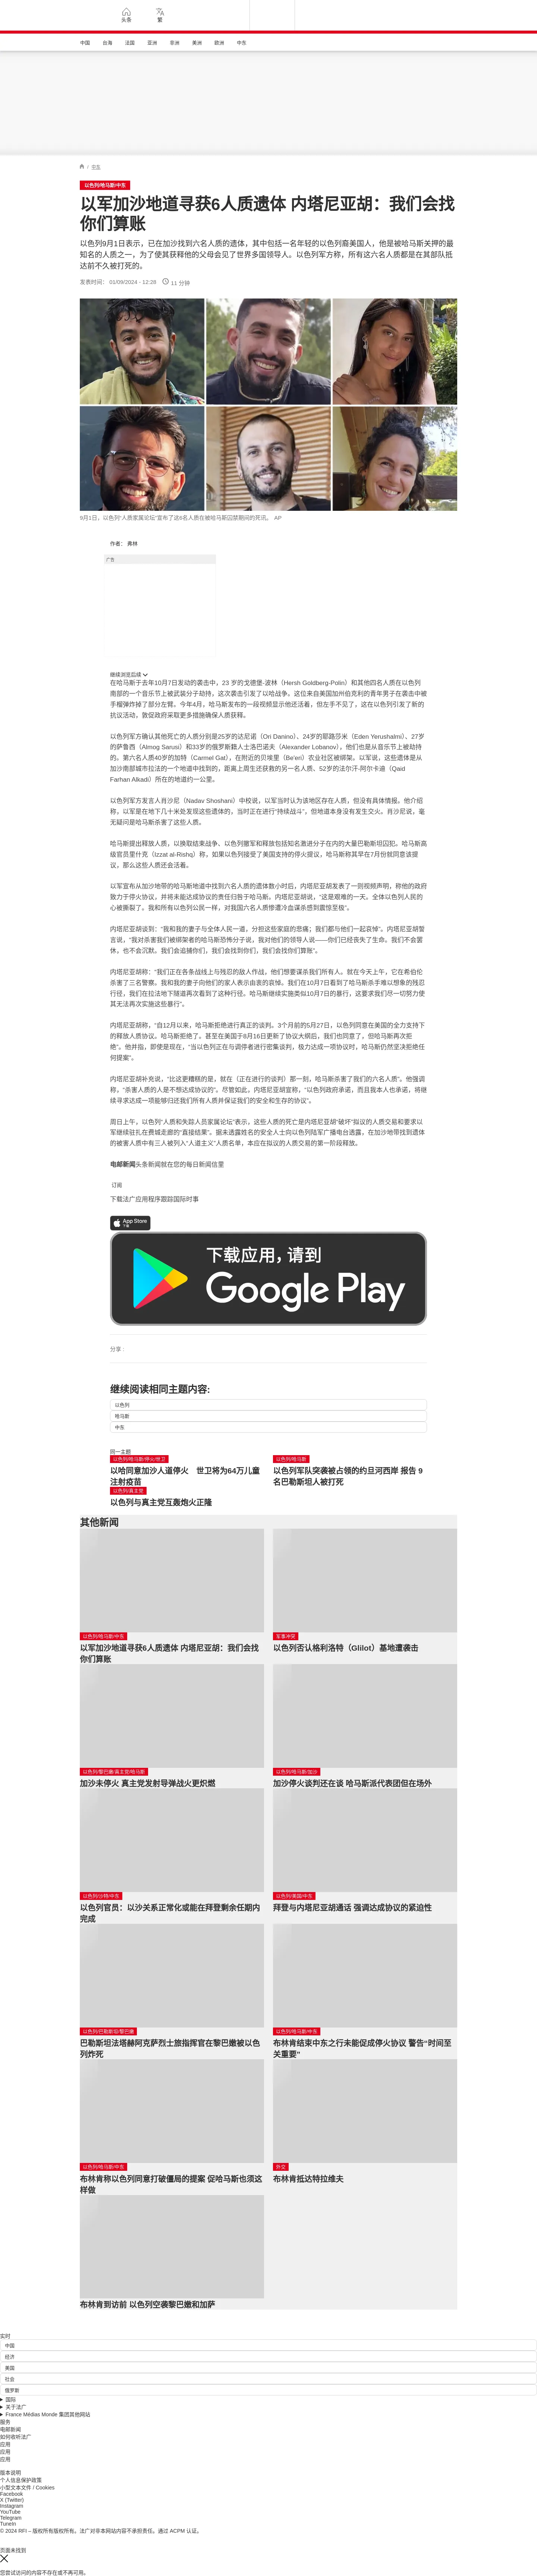 头条
繁
中国 台海 法国 亚洲 非洲 美洲 欧洲 中东
/ 中东
以色列/哈马斯/中东
以军加沙地道寻获6人质遗体 内塔尼亚胡：我们会找
你们算账
以色列9月1日表示，已在加沙找到六名人质的遗体，其中包括一名年轻的以色列裔美国人，他是被哈马斯关押的最
知名的人质之一，为了使其获释他的父母会见了世界多国领导人。以色列军方称，所有这六名人质都是在其部队抵
达前不久被打死的。
发表时间： 01/09/2024 - 12:28 11 分钟
9月1日，以色列“人质家属论坛”宣布了这6名人质在被哈马斯囚禁期间的死讯。 AP
作者： 弗林
广告
继续浏览后续
在哈马斯于去年10月7日发动的袭击中，23 岁的戈德堡-波林（Hersh Goldberg-Polin）和其他四名人质在以色列
南部的一个音乐节上被武装分子劫持，这次袭击引发了以哈战争。这位来自美国加州伯克利的青年男子在袭击中被
手榴弹炸掉了部分左臂。今年4月，哈马斯发布的一段视频显示他还活着，但左手不见了，这在以色列引发了新的
抗议活动，敦促政府采取更多措施确保人质获释。
以色列军方确认其他死亡的人质分别是25岁的达尼诺（Ori Danino）、24岁的耶路莎米（Eden Yerushalmi）、27岁
的萨鲁西（Almog Sarusi）和33岁的俄罗斯籍人士洛巴诺夫（Alexander Lobanov），他们也是从音乐节上被劫持
的。第六名人质40岁的加特（Carmel Gat），在附近的贝埃里（Be'eri）农业社区被绑架。以军说，这些遗体是从
加沙南部城市拉法的一个地道中找到的，距离上周生还获救的另一名人质、52岁的法尔汗-阿尔卡迪（Qaid
Farhan Alkadi）所在的地道约一公里。
以色列军方发言人肖沙尼（Nadav Shoshani）中校说，以军当时认为该地区存在人质，但没有具体情报。他介绍
称，以军是在地下几十米处发现这些遗体的，当时正在进行“持续战斗”，但地道本身没有发生交火。肖沙尼说，毫
无疑问是哈马斯杀害了这些人质。
哈马斯提出释放人质，以换取结束战争、以色列撤军和释放包括知名激进分子在内的大量巴勒斯坦囚犯。哈马斯高
级官员里什克（Izzat al-Rishq）称，如果以色列接受了美国支持的停火提议，哈马斯称其早在7月份就同意该提
议，那么这些人质还会活着。
以军宣布从加沙地带的哈马斯地道中找到六名人质的遗体数小时后，内塔尼亚胡发表了一则视频声明，称他的政府
致力于停火协议，并将未能达成协议的责任归咎于哈马斯。内塔尼亚胡说，“这是艰难的一天。全体以色列人民的
心被撕裂了。我和所有以色列公民一样，对我国六名人质惨遭冷血谋杀感到震惊至极”。
内塔尼亚胡谈到：“我和我的妻子与全体人民一道，分担这些家庭的悲痛；我们都与他们一起哀悼”。内塔尼亚胡誓
言说，“我对杀害我们被绑架者的哈马斯恐怖分子说，我对他们的领导人说——你们已经丧失了生命。我们不会罢
休，也不会沉默。我们会追捕你们，我们会找到你们，我们会找你们算账”。
内塔尼亚胡称：“我们正在各条战线上与残忍的敌人作战，他们想要谋杀我们所有人。就在今天上午，它在希伯伦
杀害了三名警察。我和我的妻子向他们的家人表示由衷的哀悼。我们在10月7日看到了哈马斯杀手难以想象的残忍
行径，我们在拉法地下隧道再次看到了这种行径。哈马斯继续实施类似10月7日的暴行，这要求我们尽一切努力使
其无法再次实施这些暴行”。
内塔尼亚胡称，“自12月以来，哈马斯拒绝进行真正的谈判。3个月前的5月27日，以色列同意在美国的全力支持下
的释放人质协议。哈马斯拒绝了。甚至在美国于8月16日更新了协议大纲后，我们也同意了，但哈马斯再次拒
绝”。他并指，即使是现在，“当以色列正在与调停者进行密集谈判，极力达成一项协议时，哈马斯仍然坚决拒绝任
何提案”。
内塔尼亚胡补充说，“比这更糟糕的是，就在（正在进行的谈判）那一刻，哈马斯杀害了我们的六名人质”。他强调
称，“杀害人质的人是不想达成协议的”。尽管如此，内塔尼亚胡宣称，“以色列政府承诺，而且我本人也承诺，将继
续寻求达成一项能够归还我们所有人质并保证我们的安全和生存的协议”。
周日上午，以色列“人质和失踪人员家属论坛”表示，这些人质的死亡是内塔尼亚胡“破坏”拟议的人质交易和要求以
军继续驻扎在费城走廊的“直接结果”。据未透露姓名的安全人士向以色列陆军广播电台透露，在加沙地带找到遗体
的被害人质中有三人被列入“人道主义”人质名单，本应在拟议的人质交易的第一阶段释放。
电邮新闻头条新闻就在您的每日新闻信里
订阅
下载法广应用程序跟踪国际时事
App Store
下载
下载应用，请到
Google Play
分享 :
继续阅读相同主题内容:
以色列
哈马斯
中东
同一主题
以色列/哈马斯/停火/世卫
以哈同意加沙人道停火 世卫将为64万儿童
注射疫苗
以色列/哈马斯
以色列军队突袭被占领的约旦河西岸 报告 9
名巴勒斯坦人被打死
以色列/真主党
以色列与真主党互轰炮火正隆
其他新闻
以色列/哈马斯/中东
以军加沙地道寻获6人质遗体 内塔尼亚胡：我们会找
你们算账
军事冲突
以色列否认格利洛特（Glilot）基地遭袭击
以色列/黎巴嫩/真主党/哈马斯
加沙未停火 真主党发射导弹战火更炽燃
以色列/哈马斯/加沙
加沙停火谈判还在谈 哈马斯派代表团但在场外
以色列/沙特/中东
以色列官员：以沙关系正常化或能在拜登剩余任期内
完成
以色列/美国/中东
拜登与内塔尼亚胡通话 强调达成协议的紧迫性
以色列/巴勒斯坦/黎巴嫩
巴勒斯坦法塔赫阿克萨烈士旅指挥官在黎巴嫩被以色
列炸死
以色列/哈马斯/中东
布林肯结束中东之行未能促成停火协议 警告“时间至
关重要”
以色列/哈马斯/中东
布林肯称以色列同意打破僵局的提案 促哈马斯也须这
样做
外交
布林肯抵达特拉维夫
布林肯到访前 以色列空袭黎巴嫩和加萨
实时
中国
经济
美国
社会
俄罗斯
国际
关于法广
France Médias Monde 集团其他网站
服务
电邮新闻
如何收听法广
应用
应用
应用
版本说明
个人信息保护政策
小型文本文件 / Cookies
Facebook
X (Twitter)
Instagram
YouTube
Telegram
TuneIn
© 2024 RFI – 版权所有版权所有。法广对非本网站内容不承担责任。通过 ACPM 认证。
页面未找到
您尝试访问的内容不存在或不再可用。